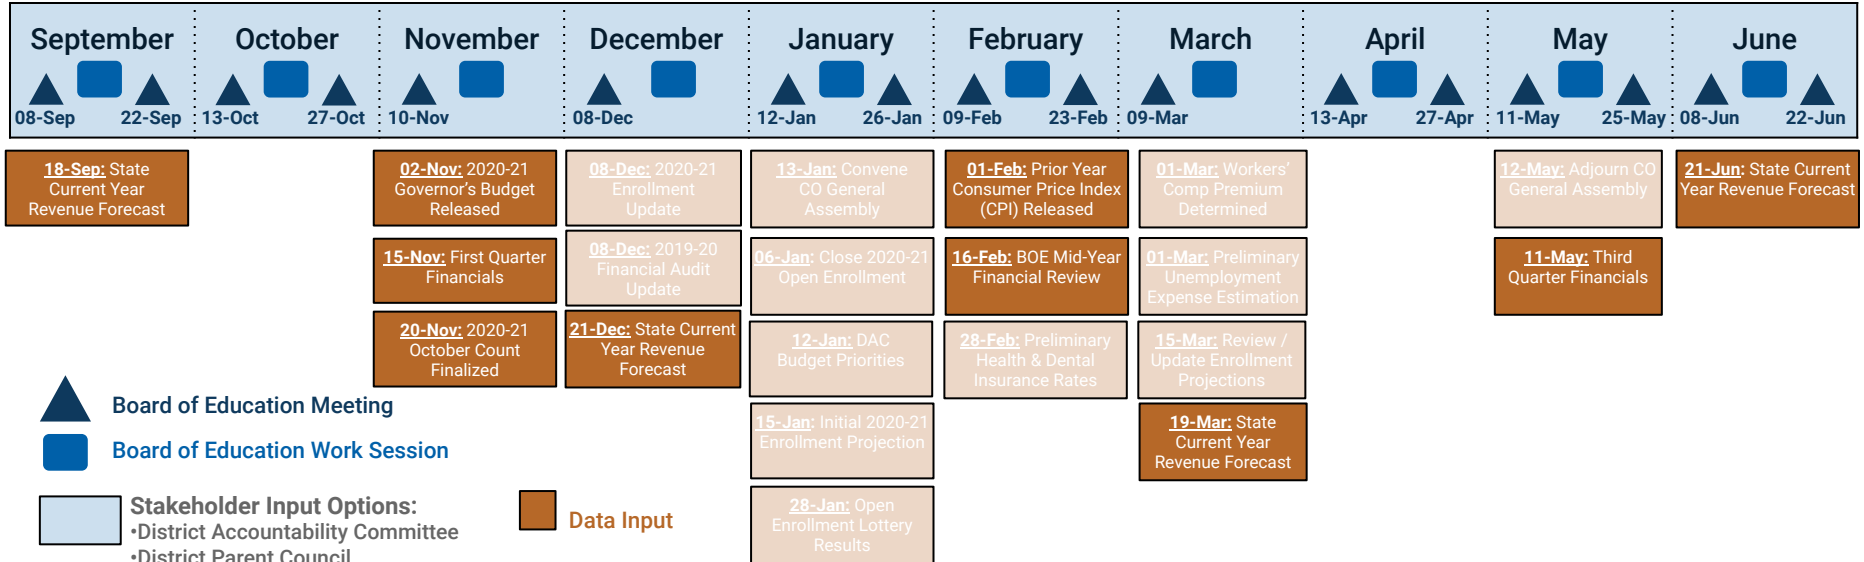 September
October
November
December
January
February
March
April
May
June
08-Sep
22-Sep
13-Oct
27-Oct
10-Nov
08-Dec
12-Jan
26-Jan
09-Feb
23-Feb
09-Mar
13-Apr
27-Apr
11-May
25-May
08-Jun
22-Jun
18-Sep: State
Current Year
Revenue Forecast
02-Nov: 2020-21
Governor's Budget
Released
15-Nov: First Quarter
Financials
20-Nov: 2020-21
October Count
Finalized
08-Dec: 2020-21
Enrollment
Update
08-Dec: 2019-20
Financial Audit
Update
21-Dec: State Current
Year Revenue
Forecast
13-Jan: Convene
CO General
Assembly
06-Jan: Close 2020-21
Open Enrollment
12-Jan: DAC
Budget Priorities
15-Jan: Initial 2020-21
Enrollment Projection
28-Jan: Open
Enrollment Lottery
Results
01-Feb: Prior Year
Consumer Price Index
(CPI) Released
16-Feb: BOE Mid-Year
Financial Review
28-Feb: Preliminary
Health & Dental
Insurance Rates
01-Mar: Workers'
Comp Premium
Determined
01-Mar: Preliminary
Unemployment
Expense Estimation
15-Mar: Review /
Update Enrollment
Projections
19-Mar: State
Current Year
Revenue Forecast
12-May: Adjourn CO
General Assembly
11-May: Third
Quarter Financials
21-Jun: State Current
Year Revenue Forecast
Board of Education Meeting
Board of Education Work Session
Stakeholder Input Options:
•District Accountability Committee
•District Parent Council
Data Input